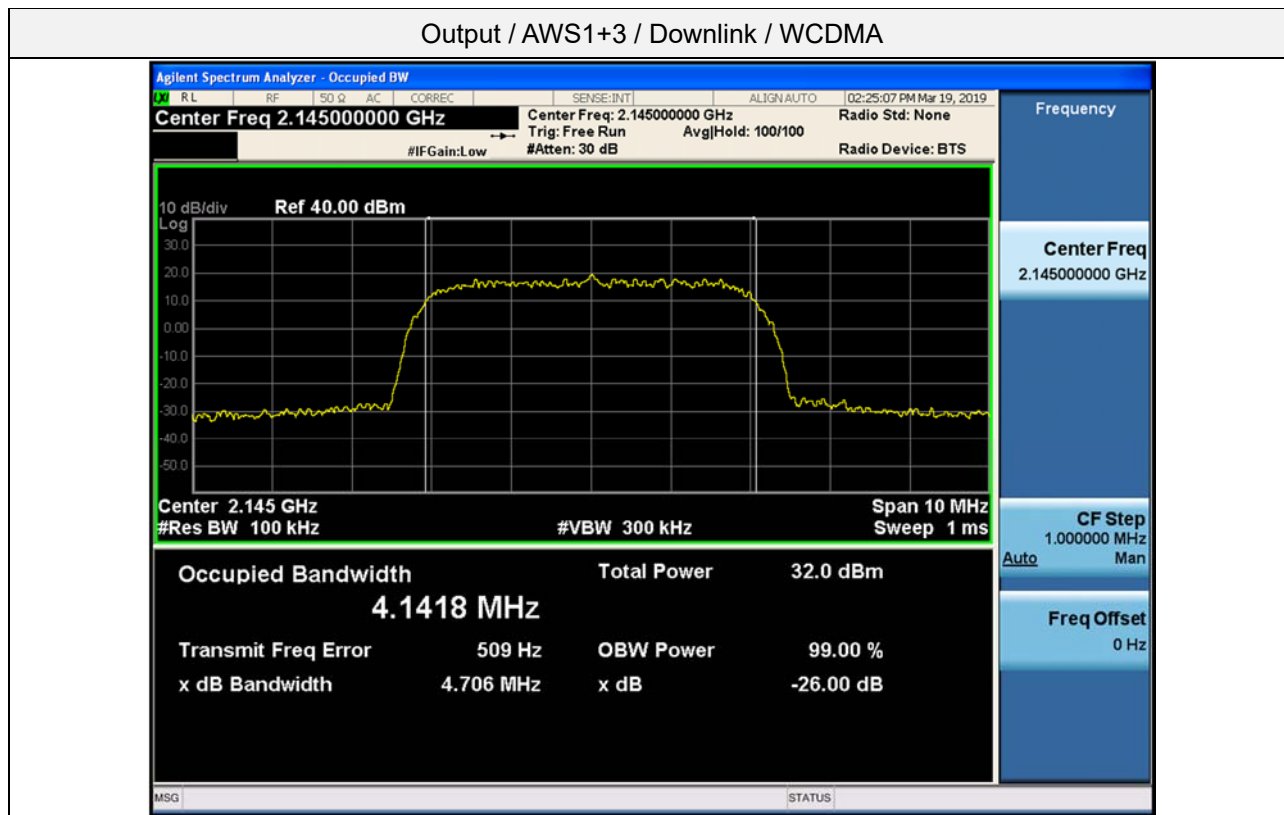 Output / AWS1+3 / Downlink / WCDMA
Agilent Spectrum Analyzer - Occupied BW
LXI RL RF 50 Ω AC CORREC SENSE:INT ALIGN AUTO 02:25:07 PM Mar 19, 2019
Center Freq 2.145000000 GHz
Center Freq: 2.145000000 GHz
Radio Std: None
Trig: Free Run Avg|Hold: 100/100
#IFGain:Low
#Atten: 30 dB
Radio Device: BTS
10 dB/div Ref 40.00 dBm
Log
30.0
20.0
10.0
0.00
-10.0
-20.0
-30.0
-40.0
-50.0
Center 2.145 GHz Span 10 MHz
#Res BW 100 kHz #VBW 300 kHz Sweep 1 ms
Occupied Bandwidth Total Power 32.0 dBm
4.1418 MHz
Transmit Freq Error 509 Hz OBW Power 99.00 %
x dB Bandwidth 4.706 MHz x dB -26.00 dB
Frequency
Center Freq
2.145000000 GHz
CF Step
1.000000 MHz
Auto Man
Freq Offset
0 Hz
MSG STATUS